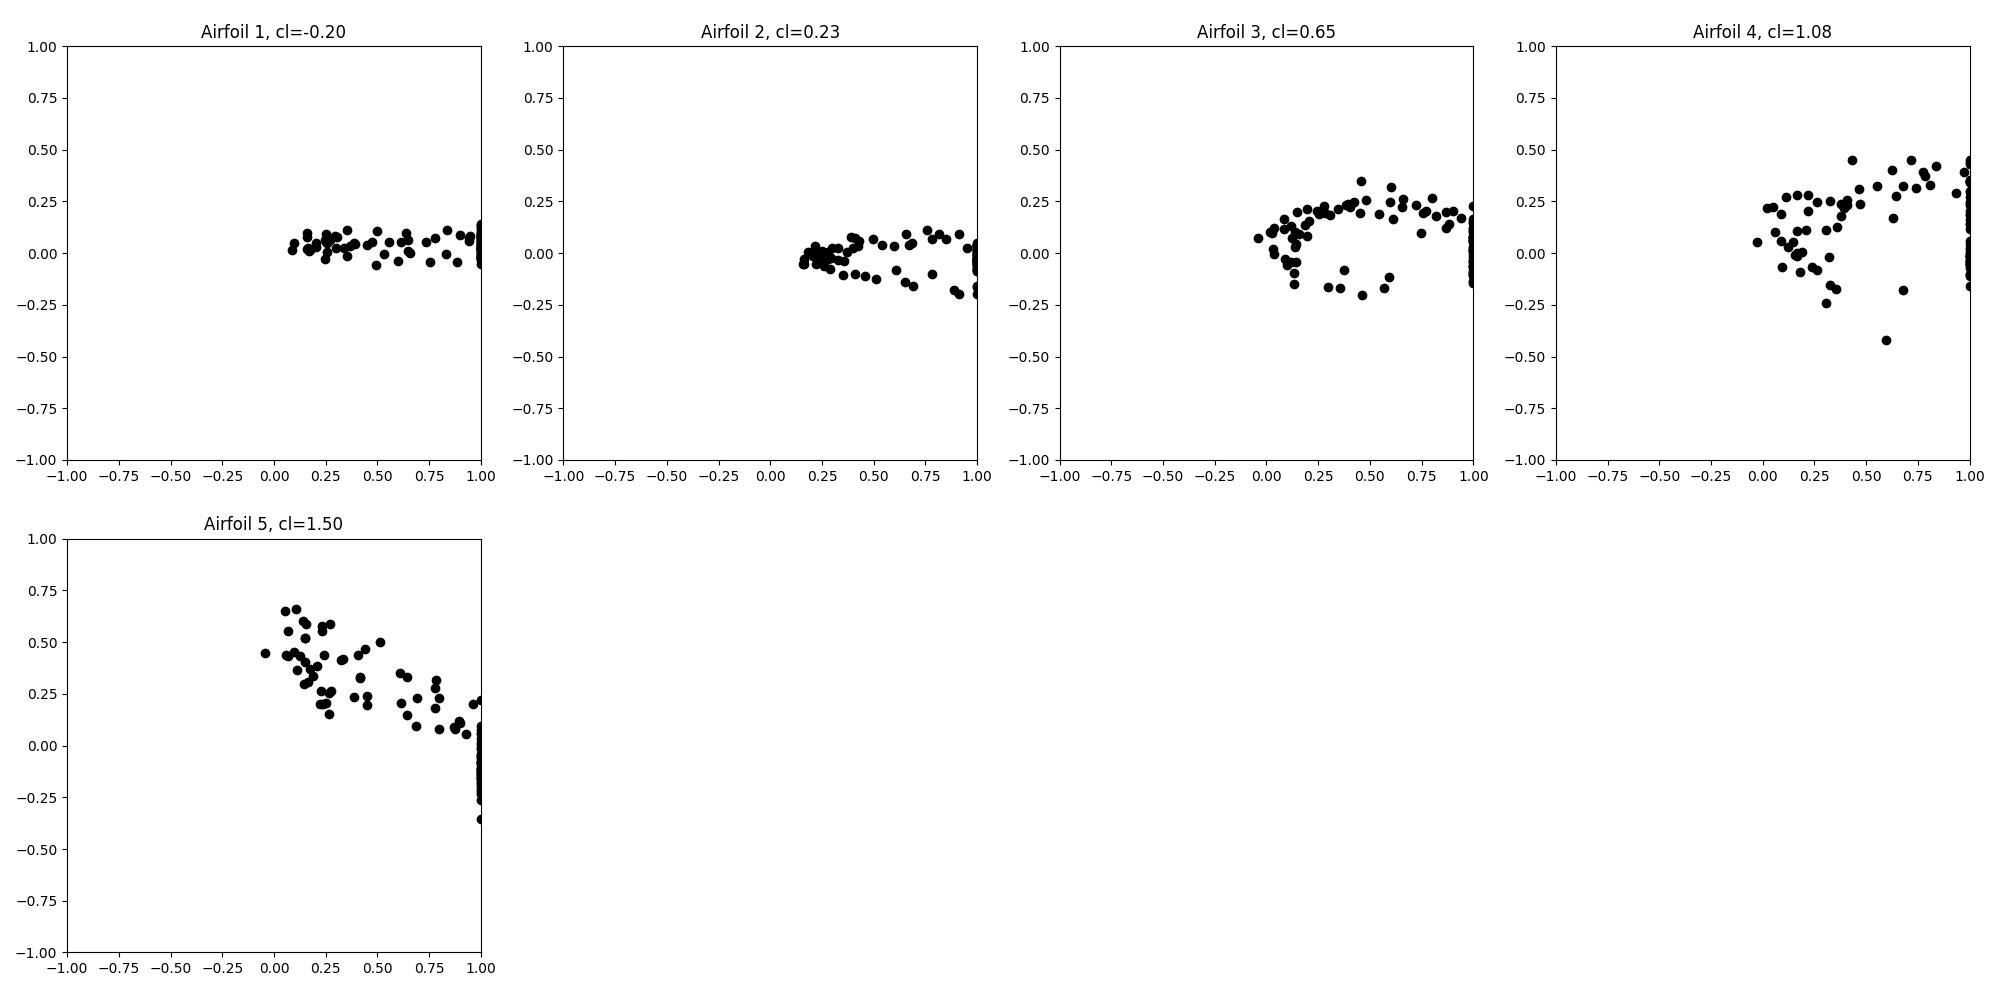 Airfoil 1, cl=-0.20
Airfoil 2, cl=0.23
Airfoil 3, cl=0.65
Airfoil 4, cl=1.08
1.00 1.00 1.00 1.00
0.75 0.75 0.75 0.75
0.50 0.50 0.50 0.50
0.25 0.25 0.25 0.25
0.00 0.00 0.00 0.00
−0.25 −0.25 −0.25 −0.25
−0.50 −0.50 −0.50 −0.50
−0.75 −0.75 −0.75 −0.75
−1.00 −1.00 −1.00 −1.00
−1.00 −0.75 −0.50 −0.25 0.00 0.25 0.50 0.75 1.00
−1.00 −0.75 −0.50 −0.25 0.00 0.25 0.50 0.75 1.00
−1.00 −0.75 −0.50 −0.25 0.00 0.25 0.50 0.75 1.00
−1.00 −0.75 −0.50 −0.25 0.00 0.25 0.50 0.75 1.00
Airfoil 5, cl=1.50
1.00
0.75
0.50
0.25
0.00
−0.25
−0.50
−0.75
−1.00
−1.00 −0.75 −0.50 −0.25 0.00 0.25 0.50 0.75 1.00